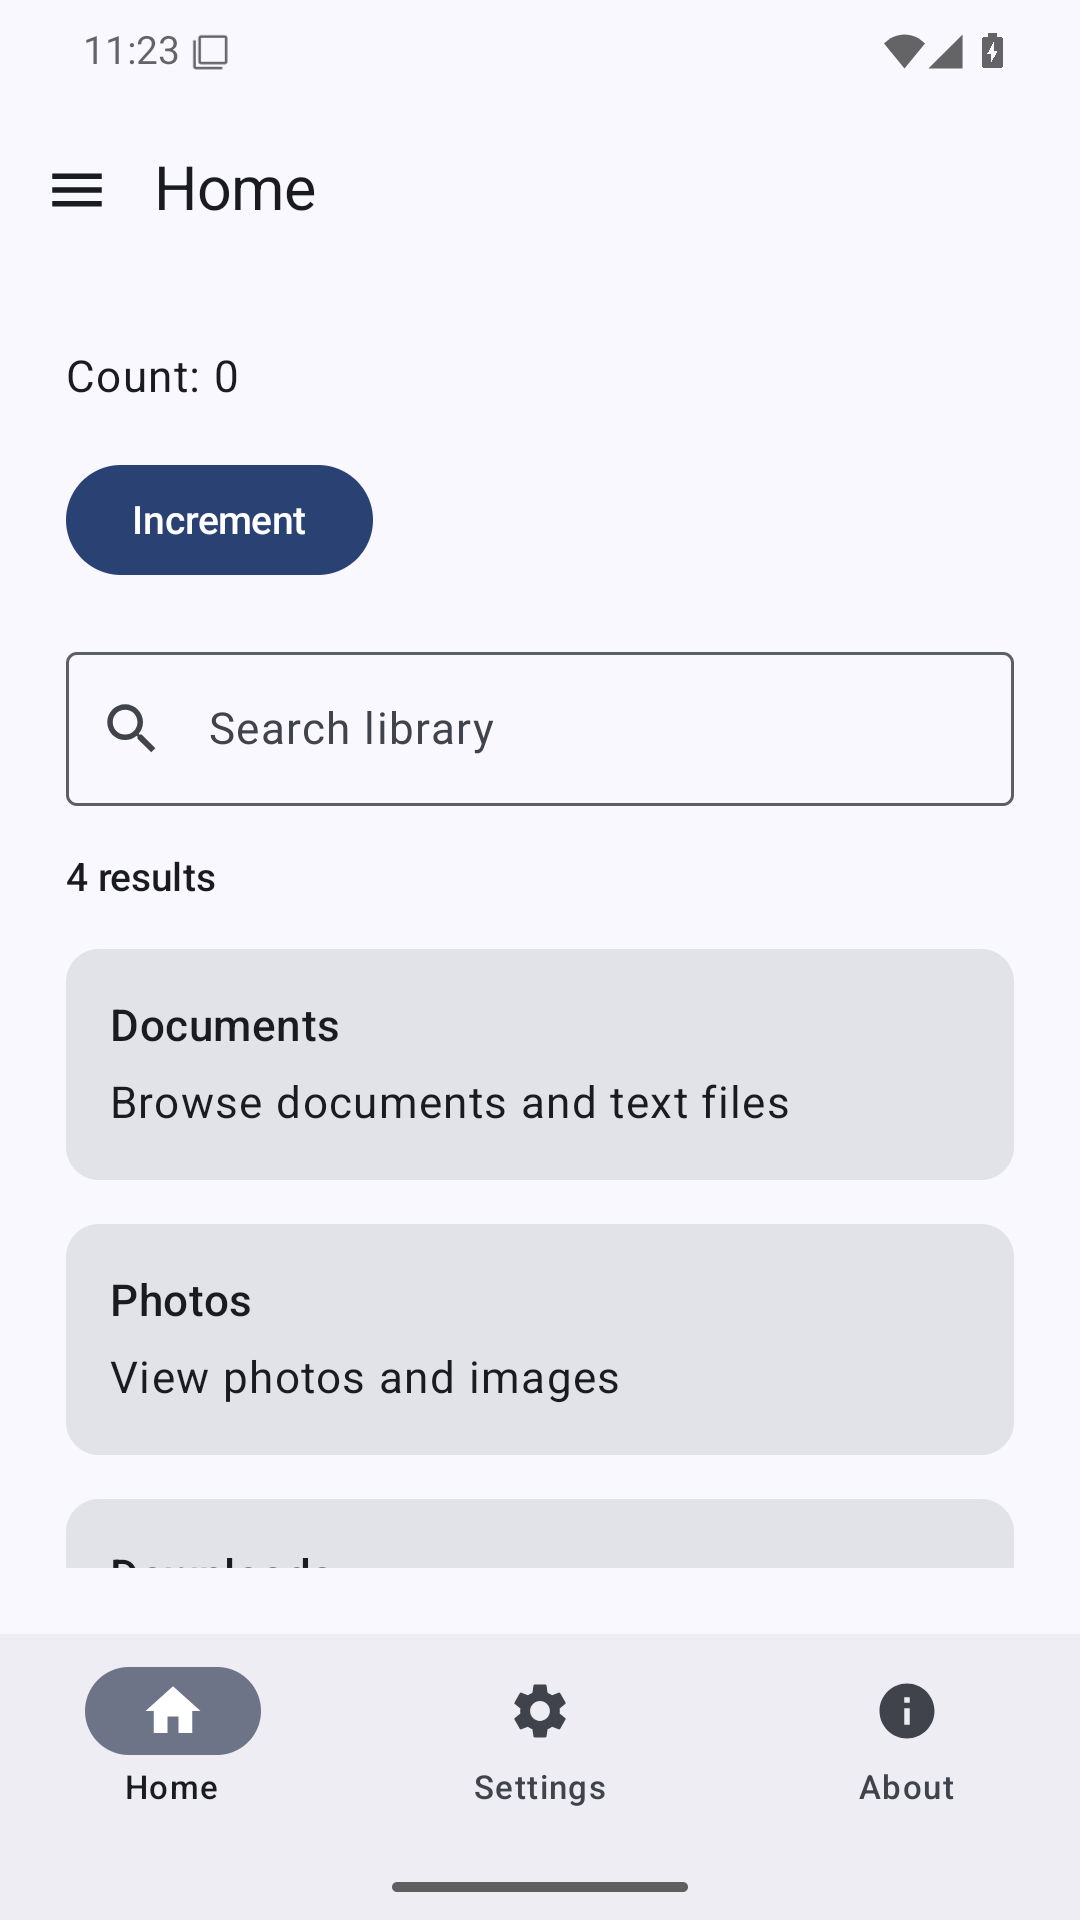 11:23
Home
Count: 0
Increment
Search library
4 results
Documents
Browse documents and text files
Photos
View photos and images
Home
Settings
About